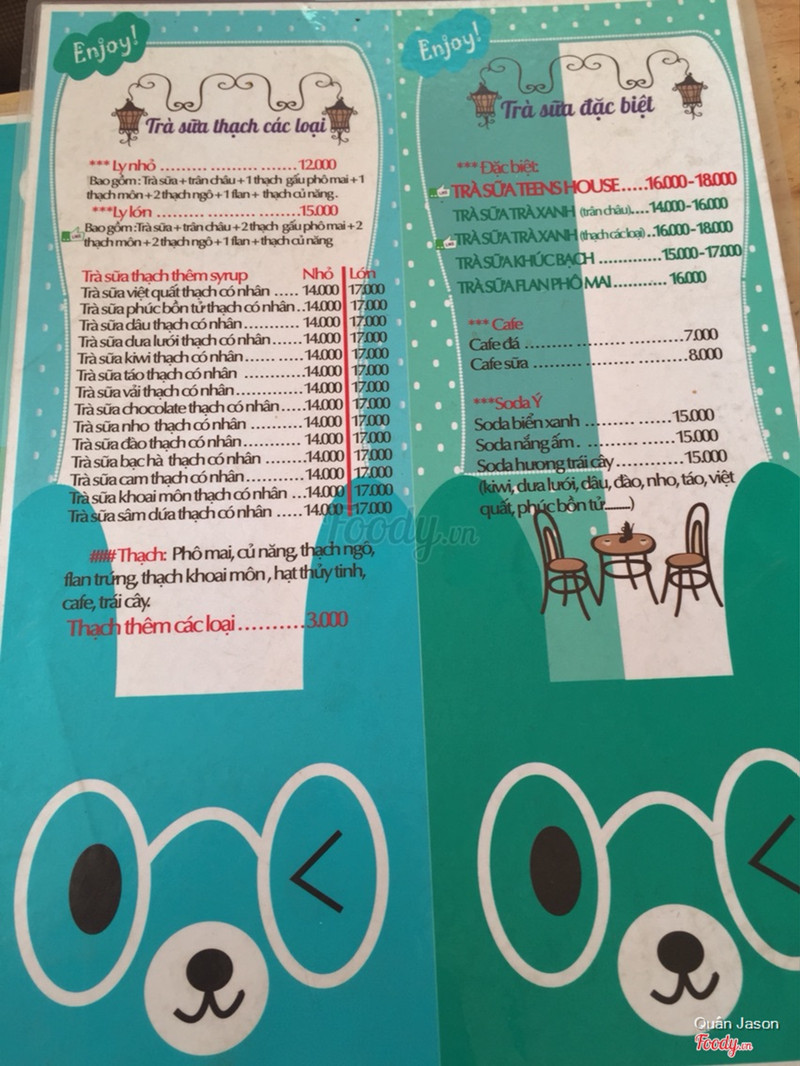 Enjoy!
Trà sữa thạch các loại
*** Ly nhỏ ............................12.000
Bao gồm : Trà sữa + trân châu + 1 thạch gấu phô mai + 1
thạch môn + 2 thạch ngô + 1 flan + thạch củ năng .
***Ly lớn .............................15.000
Bao gồm :Trà sữa + trân châu + 2 thạch gấu phô mai + 2
thạch môn + 2 thạch ngô + 1 flan + thạch củ năng
Trà sữa thạch thêm syrup Nhỏ Lớn
Trà sữa việt quất thạch có nhân ..... 14.000 17.000
Trà sữa phúc bồn tử thạch có nhân ..14.000 17.000
Trà sữa dâu thạch có nhân ........... 14.000 17.000
Trà sữa dưa lưới thạch có nhân ...... 14.000 17.000
Trà sữa kiwi thạch có nhân ........... 14.000 17.000
Trà sữa táo thạch có nhân ............ 14.000 17.000
Trà sữa vải thạch có nhân ............ 14.000 17.000
Trà sữa chocolate thạch có nhân .....14.000 17.000
Trà sữa nho thạch có nhân ........... 14.000 17.000
Trà sữa đào thạch có nhân ........... 14.000 17.000
Trà sữa bạc hà thạch có nhân ........ 14.000 17.000
Trà sữa cam thạch có nhân ........... 14.000 17.000
Trà sữa khoai môn thạch có nhân ...14.000 17.000
Trà sữa sâm dứa thạch có nhân ..... 14.000 17.000
### Thạch: Phô mai, củ năng, thạch ngô,
flan trứng, thạch khoai môn , hạt thủy tinh,
cafe, trái cây.
Thạch thêm các loại ..........3.000
Enjoy!
Trà sữa đặc biệt
*** Đặc biệt:
TRÀ SỮA TEENS HOUSE.....16.000 - 18.000
TRÀ SỮA TRÀ XANH (trân châu)....14.000 - 16.000
TRÀ SỮA TRÀ XANH (thạch các loại) ..16.000 - 18.000
TRÀ SỮA KHÚC BẠCH ............15.000 - 17.000
TRÀ SỮA FLAN PHÔ MAI........... 16.000
*** Cafe
Cafe đá ............................7.000
Cafe sữa ............................8.000
***Soda Ý
Soda biển xanh ..................15.000
Soda nắng ấm . ..................15.000
Soda hương trái cây ..............15.000
(kiwi, dưa lưới, dâu, đào, nho, táo, việt
quất, phúc bồn tử.........)
Foody.vn
Quán Jason
Foody.vn